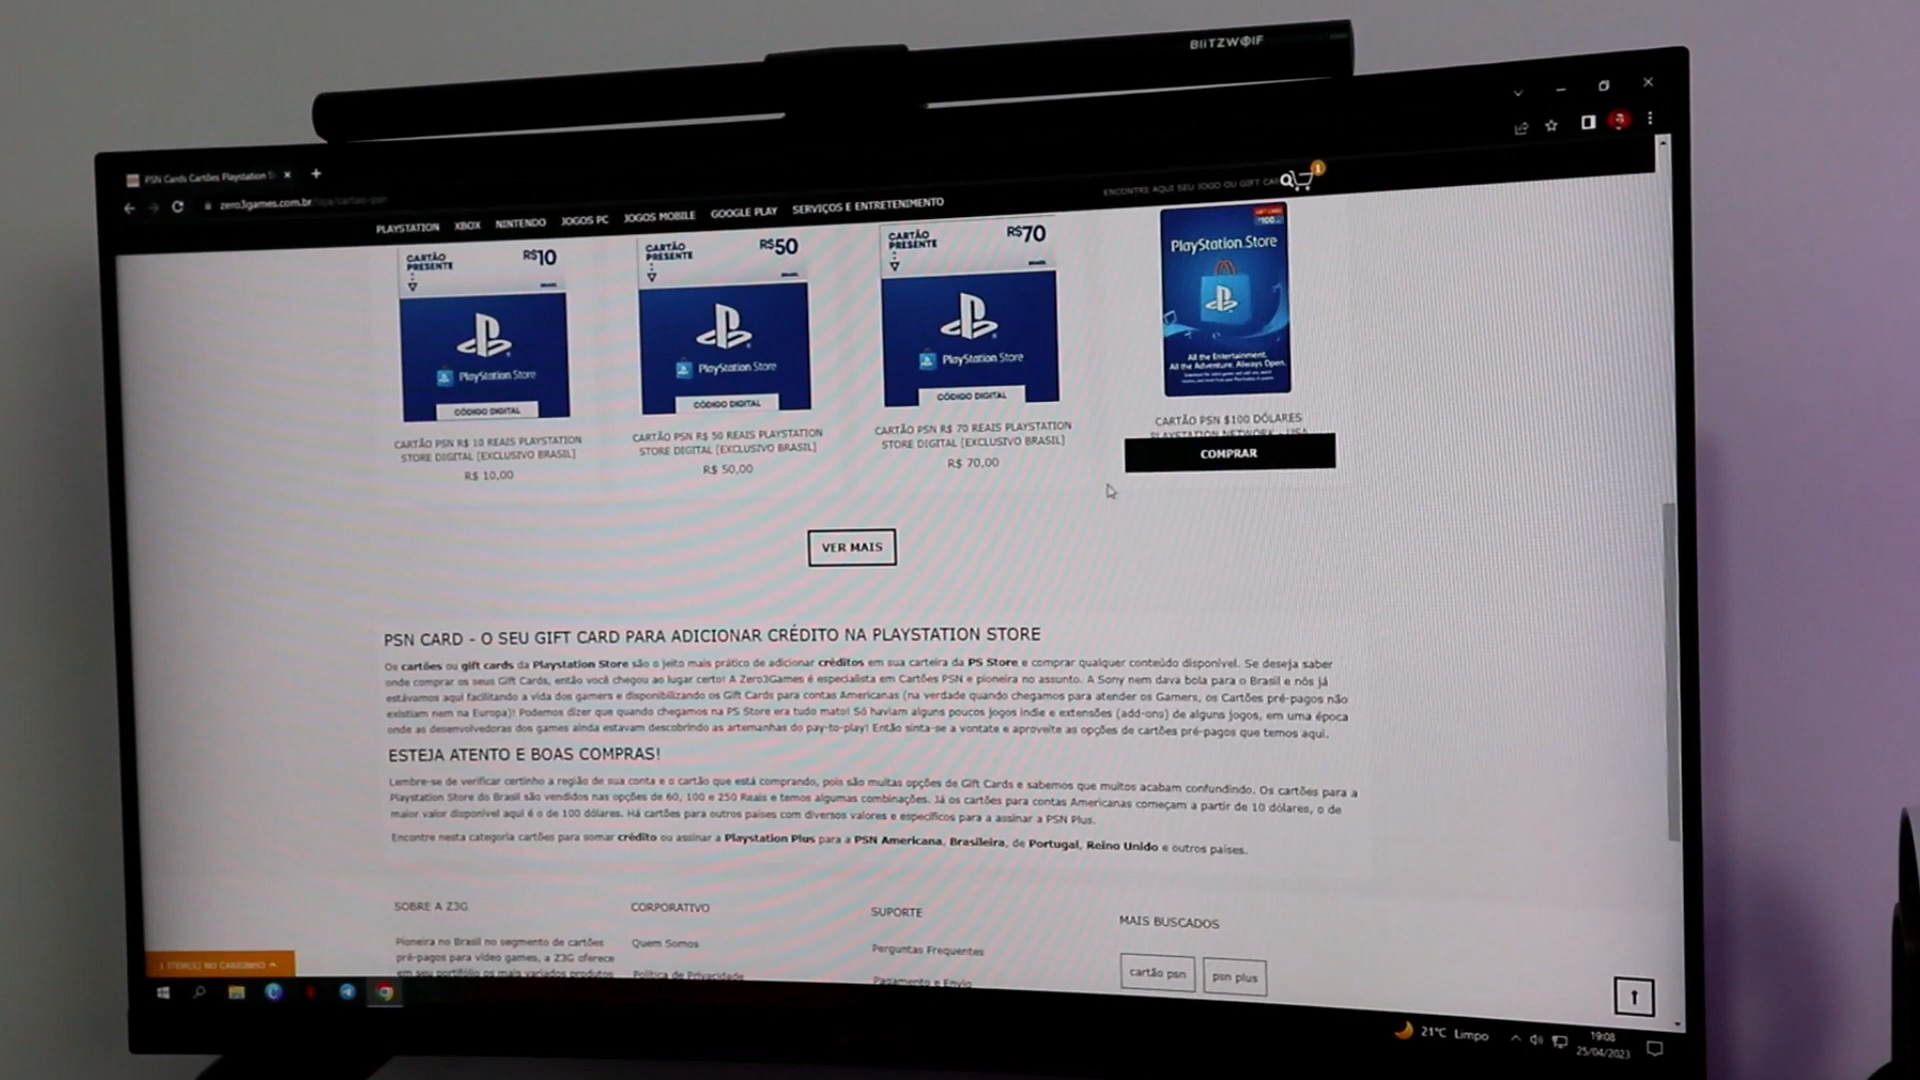 BLITZWOLF
PSN Cards Cartões Playstation
zero3games.com.br/loja/cartao-psn
ENCONTRE AQUI SEU JOGO OU GIFT CAR
1
PLAYSTATION XBOX NINTENDO JOGOS PC JOGOS MOBILE GOOGLE PLAY SERVIÇOS E ENTRETENIMENTO
CARTÃO PRESENTE R$10
BRASIL
PlayStation Store
CÓDIGO DIGITAL
CARTÃO PSN R$ 10 REAIS PLAYSTATION
STORE DIGITAL [EXCLUSIVO BRASIL]
R$ 10,00
CARTÃO PRESENTE R$50
BRASIL
PlayStation Store
CÓDIGO DIGITAL
CARTÃO PSN R$ 50 REAIS PLAYSTATION
STORE DIGITAL [EXCLUSIVO BRASIL]
R$ 50,00
CARTÃO PRESENTE R$70
BRASIL
PlayStation Store
CÓDIGO DIGITAL
CARTÃO PSN R$ 70 REAIS PLAYSTATION
STORE DIGITAL [EXCLUSIVO BRASIL]
R$ 70,00
$100
PlayStation Store
All the Entertainment.
All the Adventure. Always Open.
CARTÃO PSN $100 DÓLARES
PLAYSTATION NETWORK - USA
COMPRAR
VER MAIS
PSN CARD - O SEU GIFT CARD PARA ADICIONAR CRÉDITO NA PLAYSTATION STORE
Os cartões ou gift cards da Playstation Store são o jeito mais prático de adicionar créditos em sua carteira da PS Store e comprar qualquer conteúdo disponível. Se deseja saber
onde comprar os seus Gift Cards, então você chegou ao lugar certo! A Zero3Games é especialista em Cartões PSN e pioneira no assunto. A Sony nem dava bola para o Brasil e nós já
estávamos aqui facilitando a vida dos gamers e disponibilizando os Gift Cards para contas Americanas (na verdade quando chegamos para atender os Gamers, os Cartões pré-pagos não
existiam nem na Europa)! Podemos dizer que quando chegamos na PS Store era tudo mato! Só haviam alguns poucos jogos indie e extensões (add-ons) de alguns jogos, em uma época
onde as desenvolvedoras dos games ainda estavam descobrindo as artemanhas do pay-to-play! Então sinta-se a vontate e aproveite as opções de cartões pré-pagos que temos aqui.
ESTEJA ATENTO E BOAS COMPRAS!
Lembre-se de verificar certinho a região de sua conta e o cartão que está comprando, pois são muitas opções de Gift Cards e sabemos que muitos acabam confundindo. Os cartões para a
Playstation Store do Brasil são vendidos nas opções de 60, 100 e 250 Reais e temos algumas combinações. Já os cartões para contas Americanas começam a partir de 10 dólares, o de
maior valor disponível aqui é o de 100 dólares. Há cartões para outros países com diversos valores e específicos para a assinar a PSN Plus.
Encontre nesta categoria cartões para somar crédito ou assinar a Playstation Plus para a PSN Americana, Brasileira, de Portugal, Reino Unido e outros países.
SOBRE A Z3G
Pioneira no Brasil no segmento de cartões
pré-pagos para vídeo games, a Z3G oferece
em seu portifólio os mais variados produtos
CORPORATIVO
Quem Somos
Política de Privacidade
SUPORTE
Perguntas Frequentes
Pagamento e Envio
MAIS BUSCADOS
cartão psn psn plus
1 ITEM(S) NO CARRINHO
21°C Limpo
19:08
25/04/2023